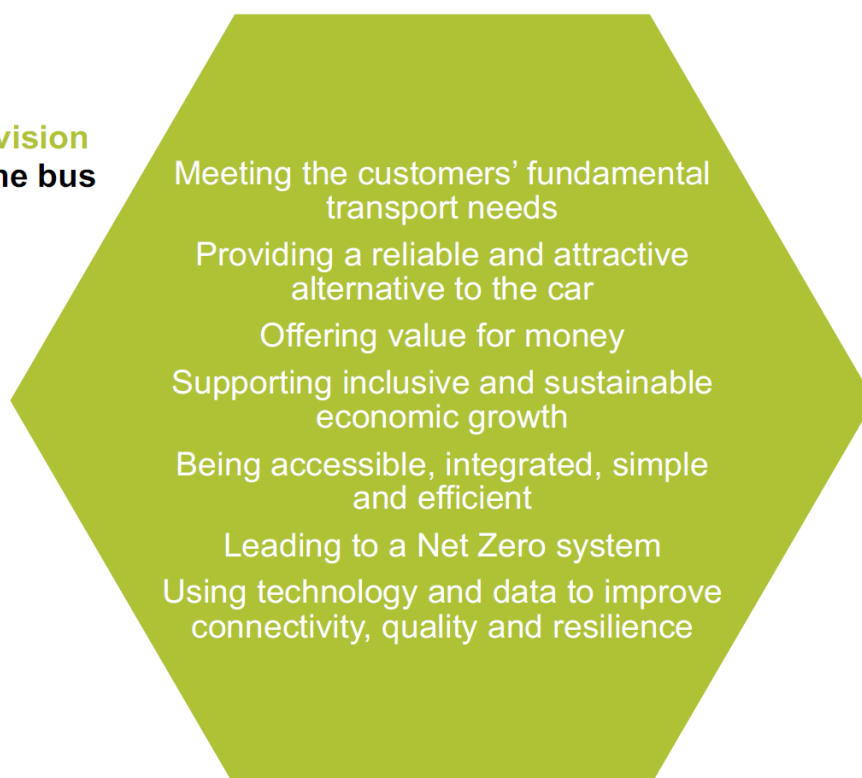 vision
bus
Meeting the customers’ fundamental
transport needs
Providing a reliable and attractive
alternative to the car
Offering value for money
Supporting inclusive and sustainable
economic growth
Being accessible, integrated, simple
and efficient
Leading to a Net Zero system
Using technology and data to improve
connectivity, quality and resilience